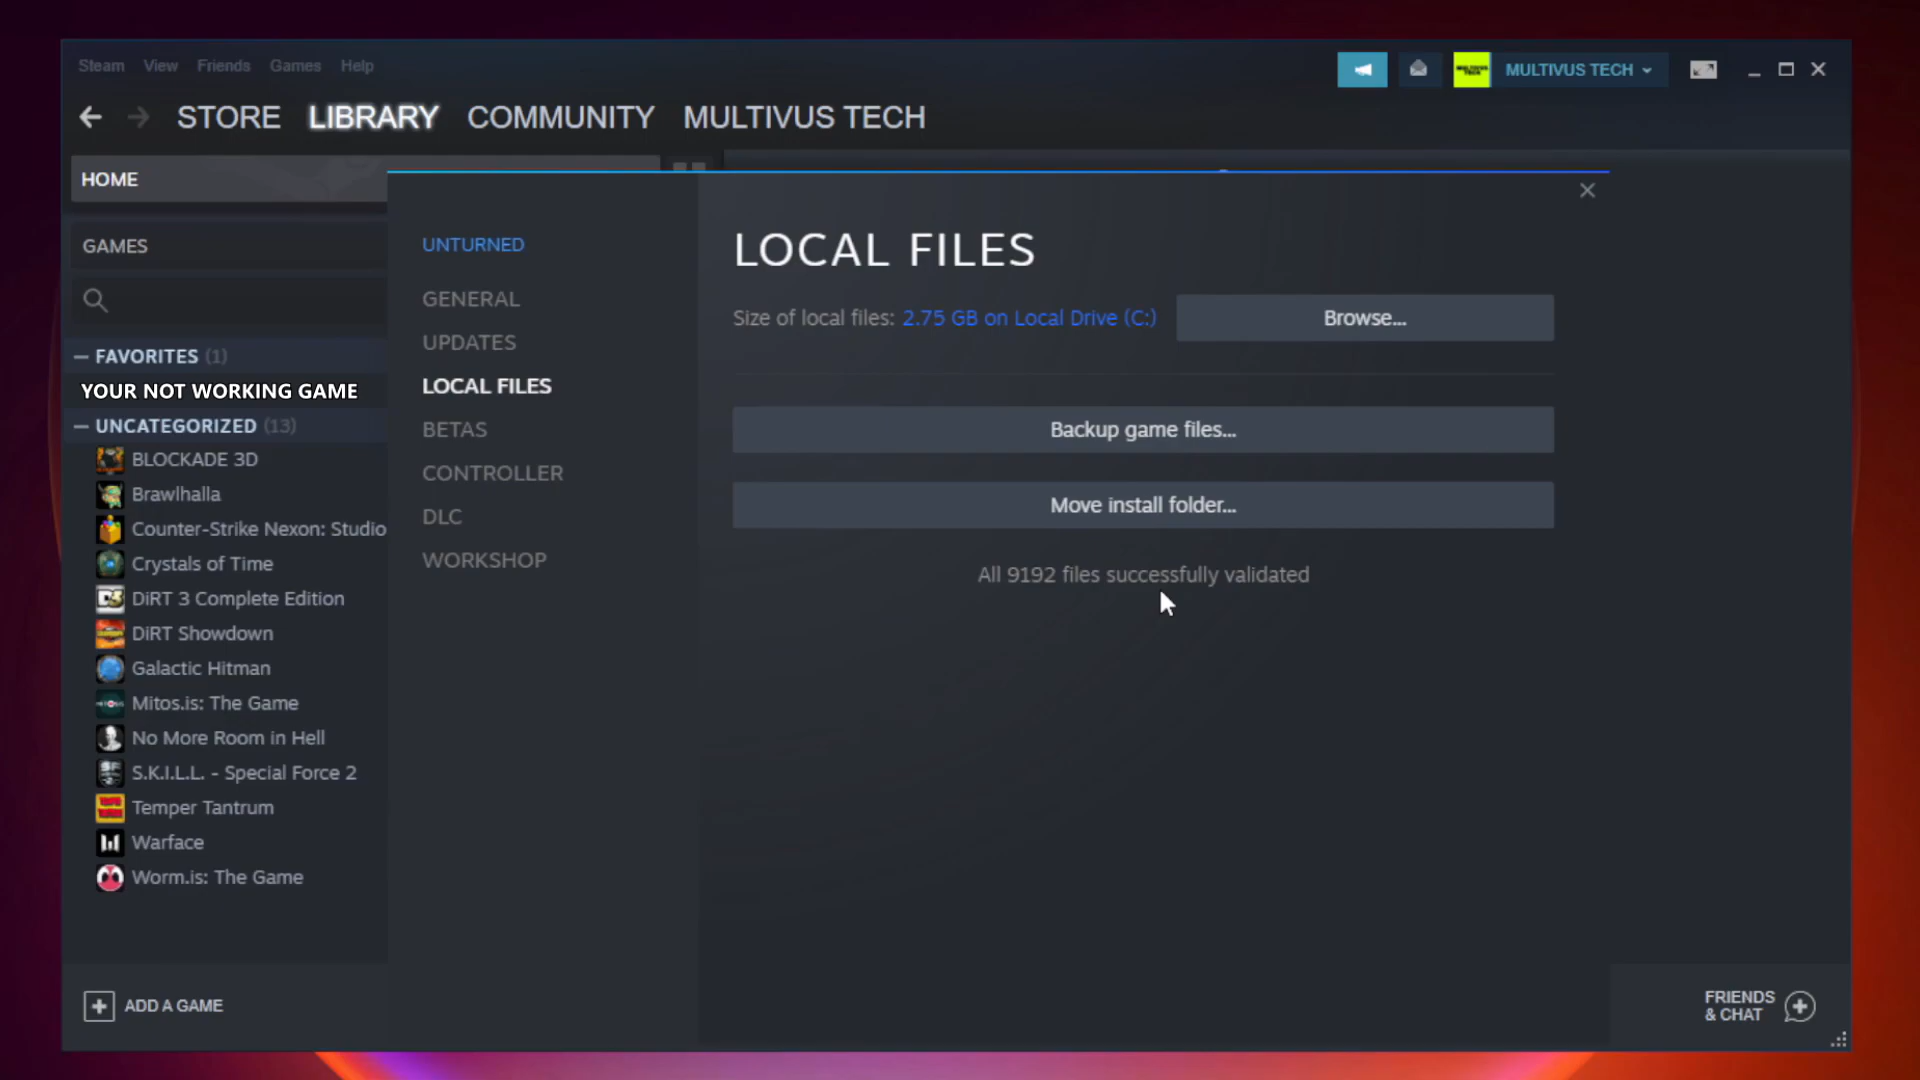 Steam View Friends Games Help
MULTIVUS TECH
STORE LIBRARY COMMUNITY MULTIVUS TECH
HOME
GAMES
FAVORITES (1)
YOUR NOT WORKING GAME
UNCATEGORIZED (13)
BLOCKADE 3D
Brawlhalla
Counter-Strike Nexon: Studio
Crystals of Time
DiRT 3 Complete Edition
DiRT Showdown
Galactic Hitman
Mitos.is: The Game
No More Room in Hell
S.K.I.L.L. - Special Force 2
Temper Tantrum
Warface
Worm.is: The Game
ADD A GAME
UNTURNED
GENERAL
UPDATES
LOCAL FILES
BETAS
CONTROLLER
DLC
WORKSHOP
LOCAL FILES
Size of local files: 2.75 GB on Local Drive (C:)
Browse...
Backup game files...
Move install folder...
All 9192 files successfully validated
FRIENDS
& CHAT